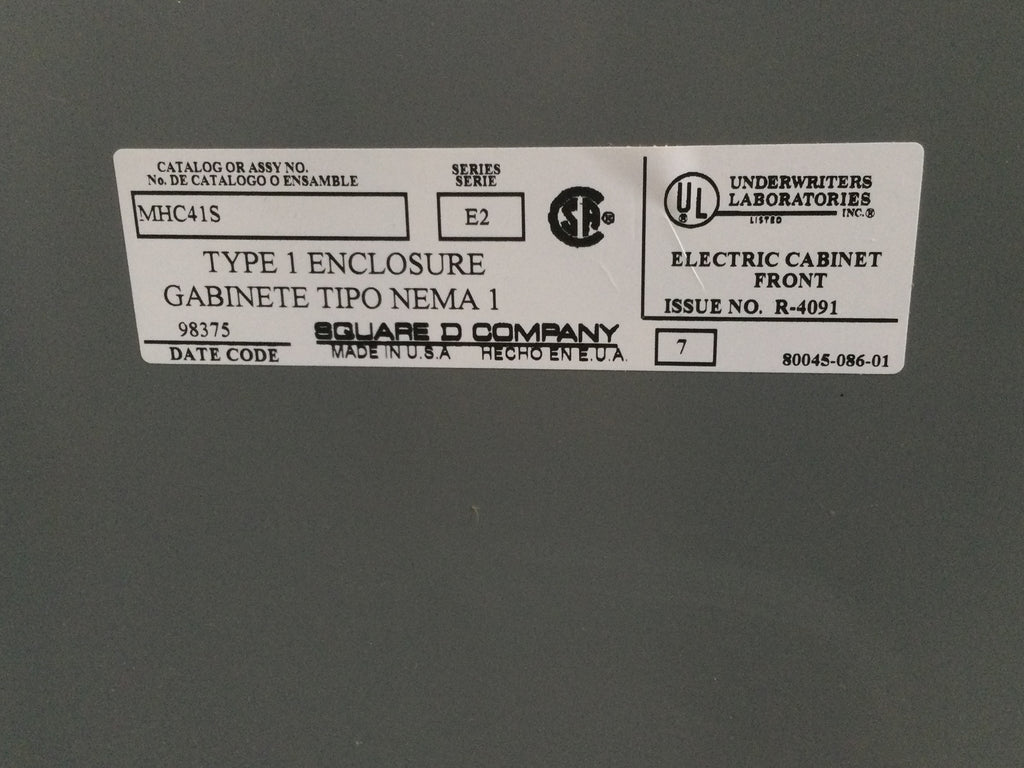 CATALOG OR ASSY NO.
No. DE CATALOGO O ENSAMBLE
MHC41S
SERIES
SERIE
E2
SA®
TYPE 1 ENCLOSURE
GABINETE TIPO NEMA 1
98375
DATE CODE
SQUARE D COMPANY
MADE IN U.S.A HECHO EN E.U.A.
UL®
UNDERWRITERS
LABORATORIES
INC.®
LISTED
ELECTRIC CABINET
FRONT
ISSUE NO. R-4091
7
80045-086-01